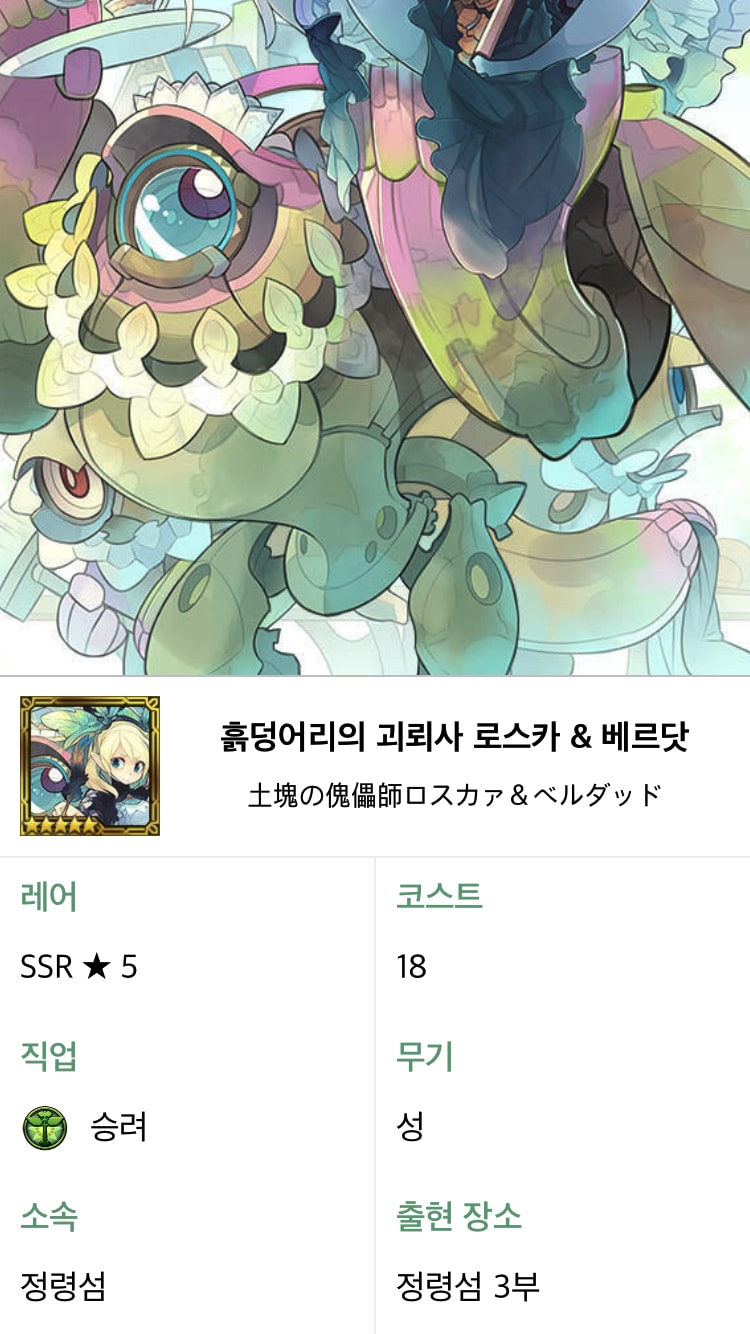 흙덩어리의 괴뢰사 로스카 & 베르닷
土塊の傀儡師ロスカァ&ベルダッド
레어
코스트
SSR ★ 5
18
직업
무기
승려
성
소속
출현 장소
정령섬
정령섬 3부